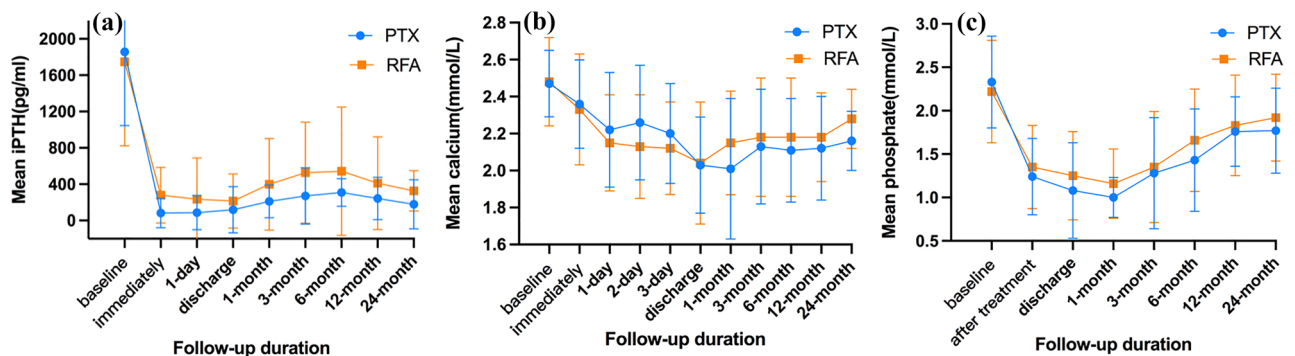 (a)
PTX
RFA
Mean iPTH(pg/ml)
2000
1600
1200
800
400
0
baseline
immediately
1-day
discharge
1-month
3-month
6-month
12-month
24-month
Follow-up duration
(b)
PTX
RFA
Mean calcium(mmol/L)
2.8
2.6
2.4
2.2
2.0
1.8
1.6
baseline
immediately
1-day
2-day
3-day
discharge
1-month
3-month
6-month
12-month
24-month
Follow-up duration
(c)
PTX
RFA
Mean phosphate(mmol/L)
3.0
2.5
2.0
1.5
1.0
0.5
baseline
after treatment
discharge
1-month
3-month
6-month
12-month
24-month
Follow-up duration